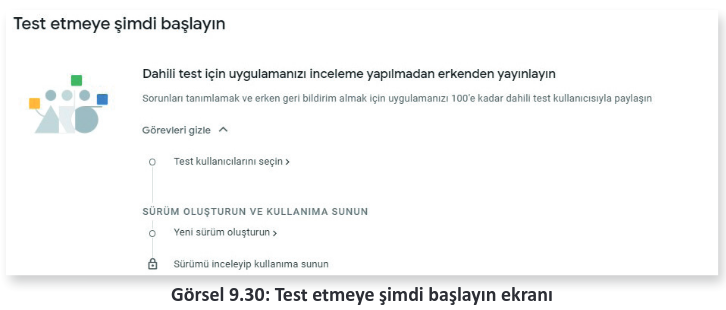 Test etmeye şimdi başlayın
Dahili test için uygulamanızı inceleme yapılmadan erkenden yayınlayın
Sorunları tanımlamak ve erken geri bildirim almak için uygulamanızı 100'e kadar dahili test kullanıcısıyla paylaşın
Görevleri gizle
Test kullanıcılarını seçin ›
SÜRÜM OLUŞTURUN VE KULLANIMA SUNUN
Yeni sürüm oluşturun ›
Sürümü inceleyip kullanıma sunun
Görsel 9.30: Test etmeye şimdi başlayın ekranı